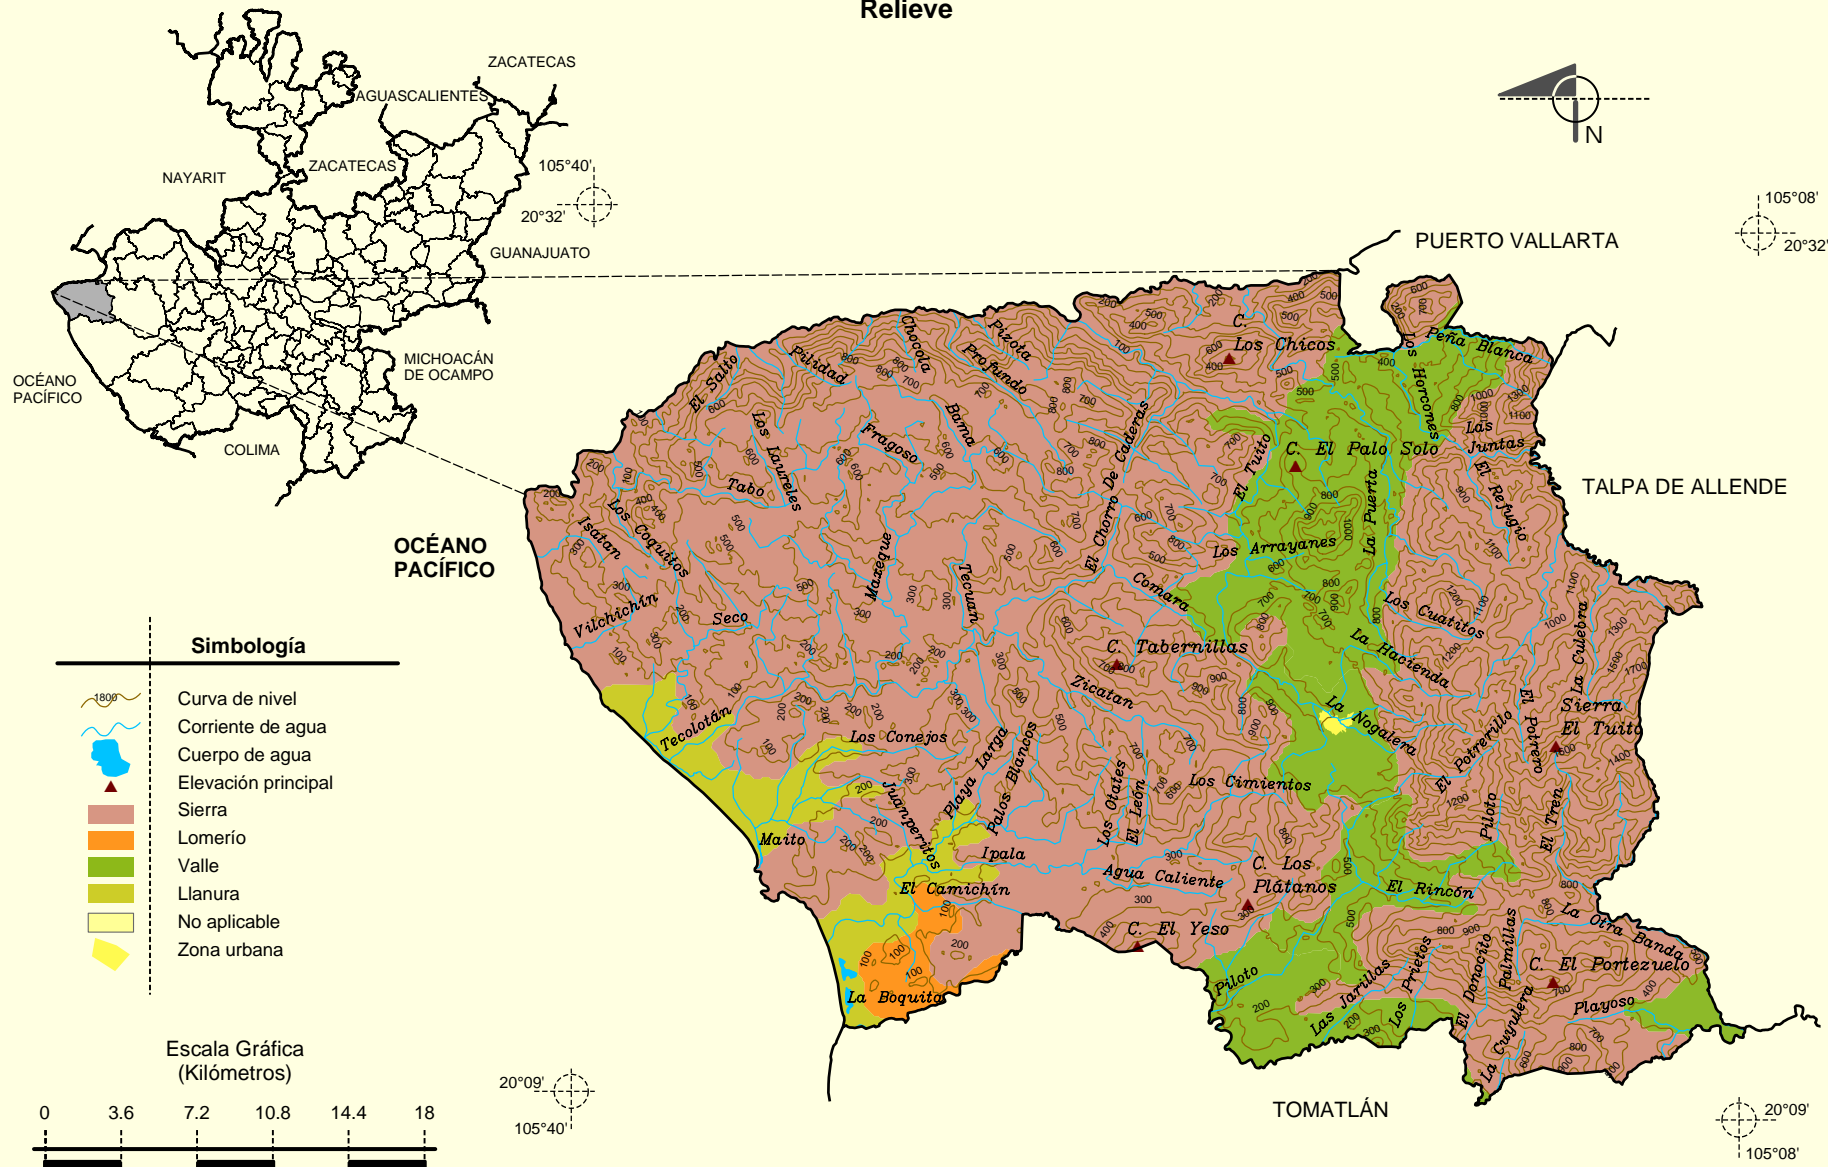 Relieve
ZACATECAS
AGUASCALIENTES
ZACATECAS
NAYARIT
GUANAJUATO
MICHOACÁN
DE OCAMPO
OCÉANO
PACÍFICO
COLIMA
105°40'
20°32'
N
105°08'
20°32'
PUERTO VALLARTA
TALPA DE ALLENDE
OCÉANO
PACÍFICO
TOMATLÁN
C.
Los Chicos
Peña Blanca
Los Horcones
Las
Juntas
El Refugio
C. El Palo Solo
El Tuito
La Puerta
Los Arrayanes
El Salto
Pilidad
Chocola
Pizota
Profundo
Bama
Fragoso
Los Laureles
Tabo
El Chorro De Caderas
Los Coquitos
Isatan
Vilchichín
Seco
Maxeque
Tecuan
Comara
C. Tabernillas
Zicatan
Los Cuatitos
La Hacienda
La Culebra
Sierra
El Tuito
La Nogalera
El Potrerillo
El Potrero
Tecolotán
Los Conejos
Playa Larga
Palos Blancos
Juanperitos
Los Otates
El León
Los Cimientos
Piloto
El Tren
Maito
Ipala
Agua Caliente
C. Los
Plátanos
El Rincón
El Camichín
C. El Yeso
La Otra Banda
La Boquita
Piloto
Las Jarillas
Los Prietos
El Donocito
Palmillas
C. El Portezuelo
Playoso
La Cuyulera
Simbología
1800
Curva de nivel
Corriente de agua
Cuerpo de agua
Elevación principal
Sierra
Lomerío
Valle
Llanura
No aplicable
Zona urbana
Escala Gráfica
(Kilómetros)
0 3.6 7.2 10.8 14.4 18
20°09'
105°40'
20°09'
105°08'